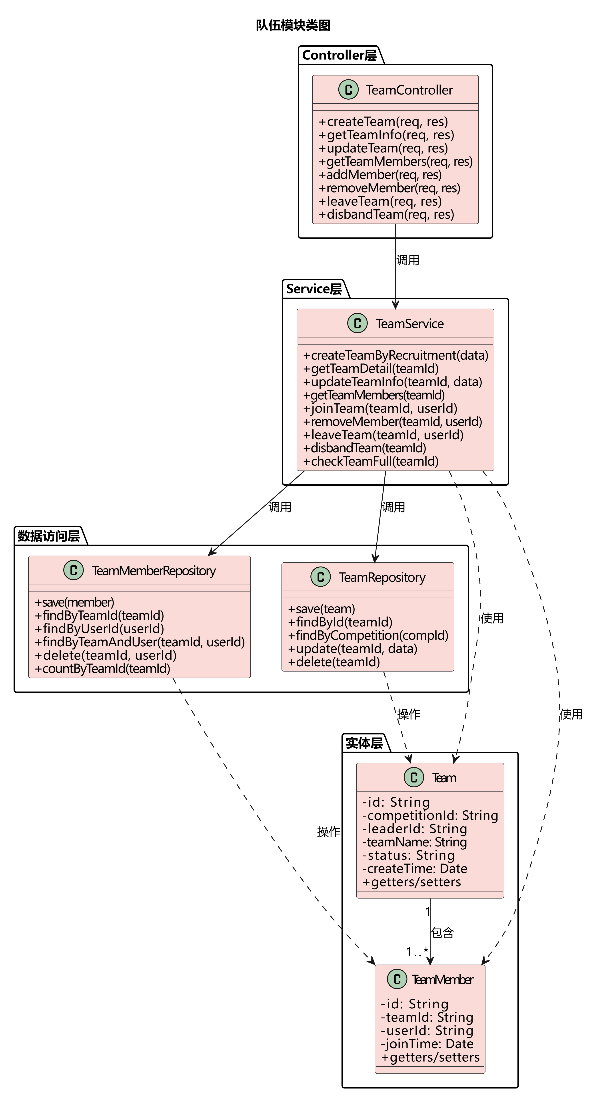 队伍模块类图
Controller层
C TeamController
+createTeam(req, res)
+getTeamInfo(req, res)
+updateTeam(req, res)
+getTeamMembers(req, res)
+addMember(req, res)
+removeMember(req, res)
+leaveTeam(req, res)
+disbandTeam(req, res)
调用
Service层
C TeamService
+createTeamByRecruitment(data)
+getTeamDetail(teamId)
+updateTeamInfo(teamId, data)
+getTeamMembers(teamId)
+joinTeam(teamId, userId)
+removeMember(teamId, userId)
+leaveTeam(teamId, userId)
+disbandTeam(teamId)
+checkTeamFull(teamId)
调用
调用
数据访问层
C TeamMemberRepository
+save(member)
+findByTeamId(teamId)
+findByUserId(userId)
+findByTeamAndUser(teamId, userId)
+delete(teamId, userId)
+countByTeamId(teamId)
C TeamRepository
+save(team)
+findById(teamId)
+findByCompetition(compId)
+update(teamId, data)
+delete(teamId)
使用
使用
操作
实体层
C Team
-id: String
-competitionId: String
-leaderId: String
-teamName: String
-status: String
-createTime: Date
+getters/setters
操作
1
包含
1..*
C TeamMember
-id: String
-teamId: String
-userId: String
-joinTime: Date
+getters/setters